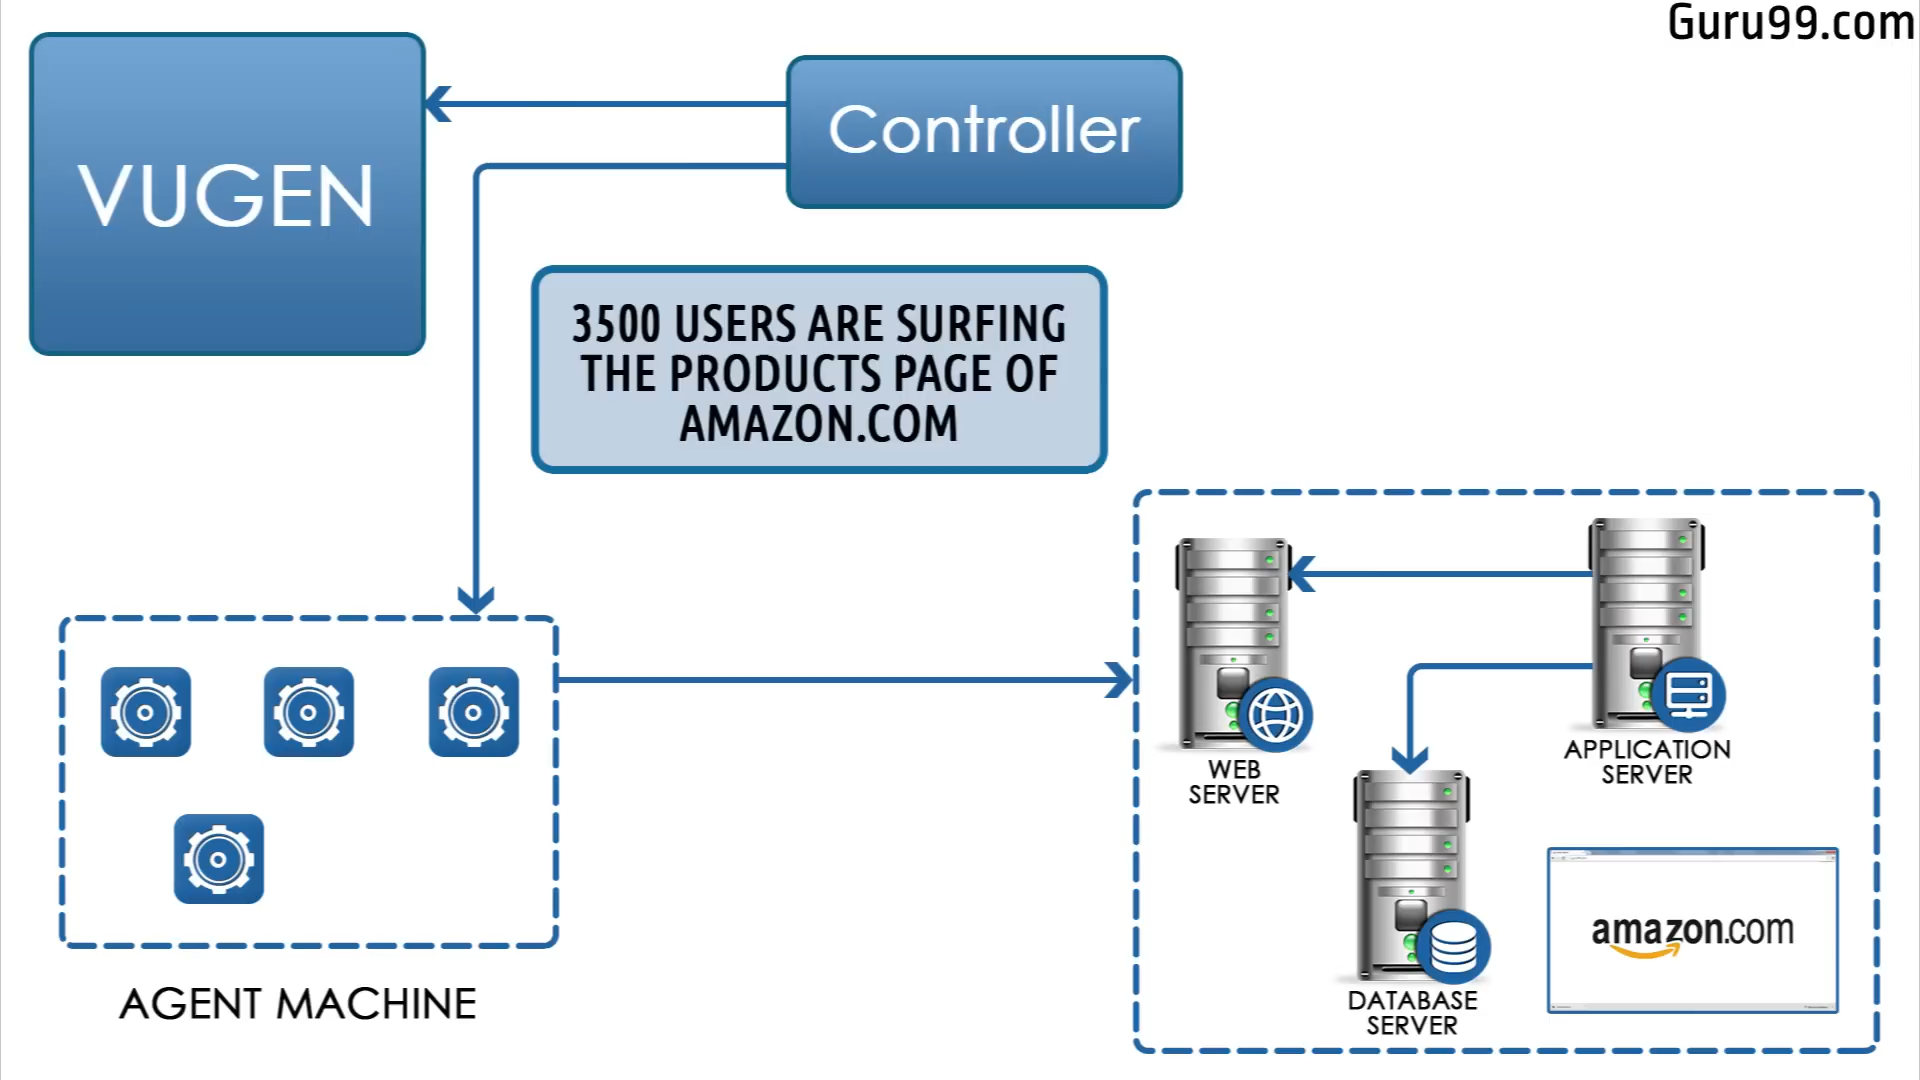 Guru99.com
VUGEN
Controller
3500 USERS ARE SURFING
THE PRODUCTS PAGE OF
AMAZON.COM
AGENT MACHINE
WEB
SERVER
APPLICATION
SERVER
DATABASE
SERVER
amazon.com